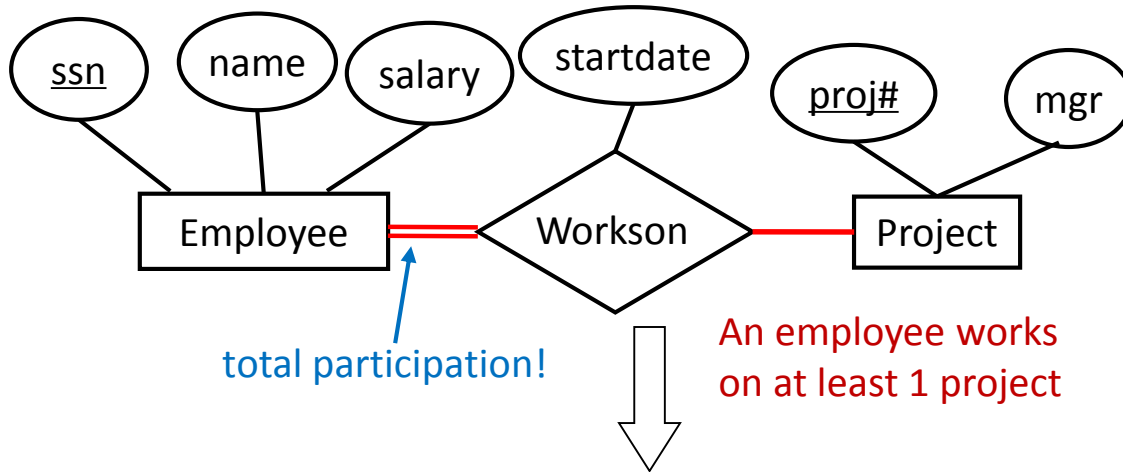 ssn
name
salary
startdate
proj#
mgr
Employee
Workson
Project
total participation!
An employee works
on at least 1 project